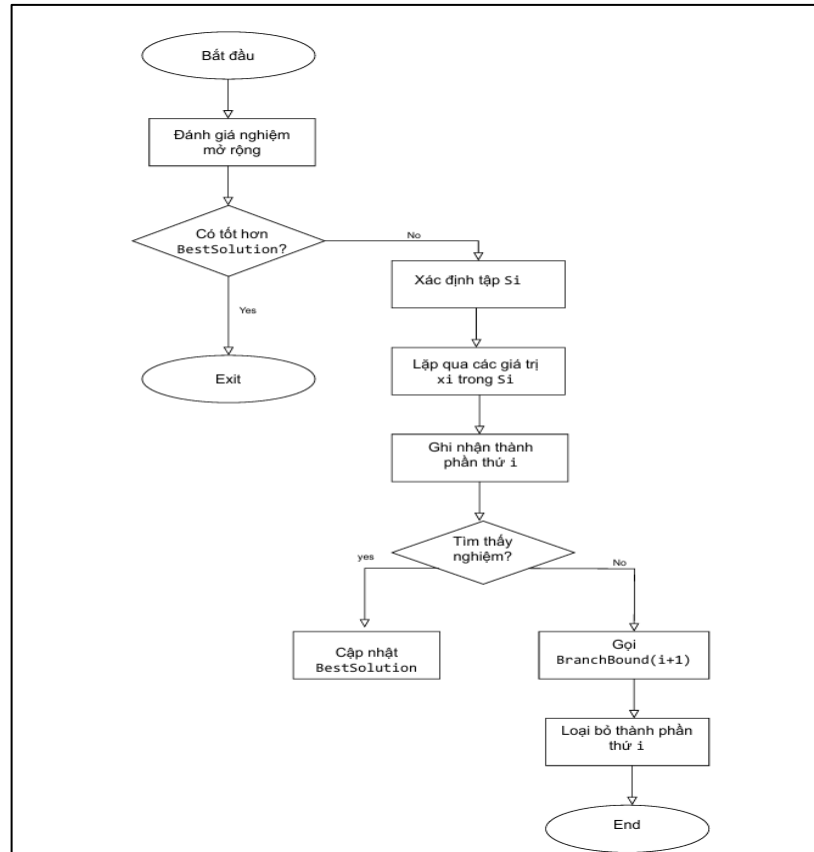 Bắt đầu
Đánh giá nghiệm
mở rộng
Có tốt hơn
BestSolution?
No
Yes
Exit
Xác định tập Si
Lặp qua các giá trị
xi trong Si
Ghi nhận thành
phần thứ i
Tìm thấy
nghiệm?
yes
No
Cập nhật
BestSolution
Gọi
BranchBound(i+1)
Loại bỏ thành phần
thứ i
End